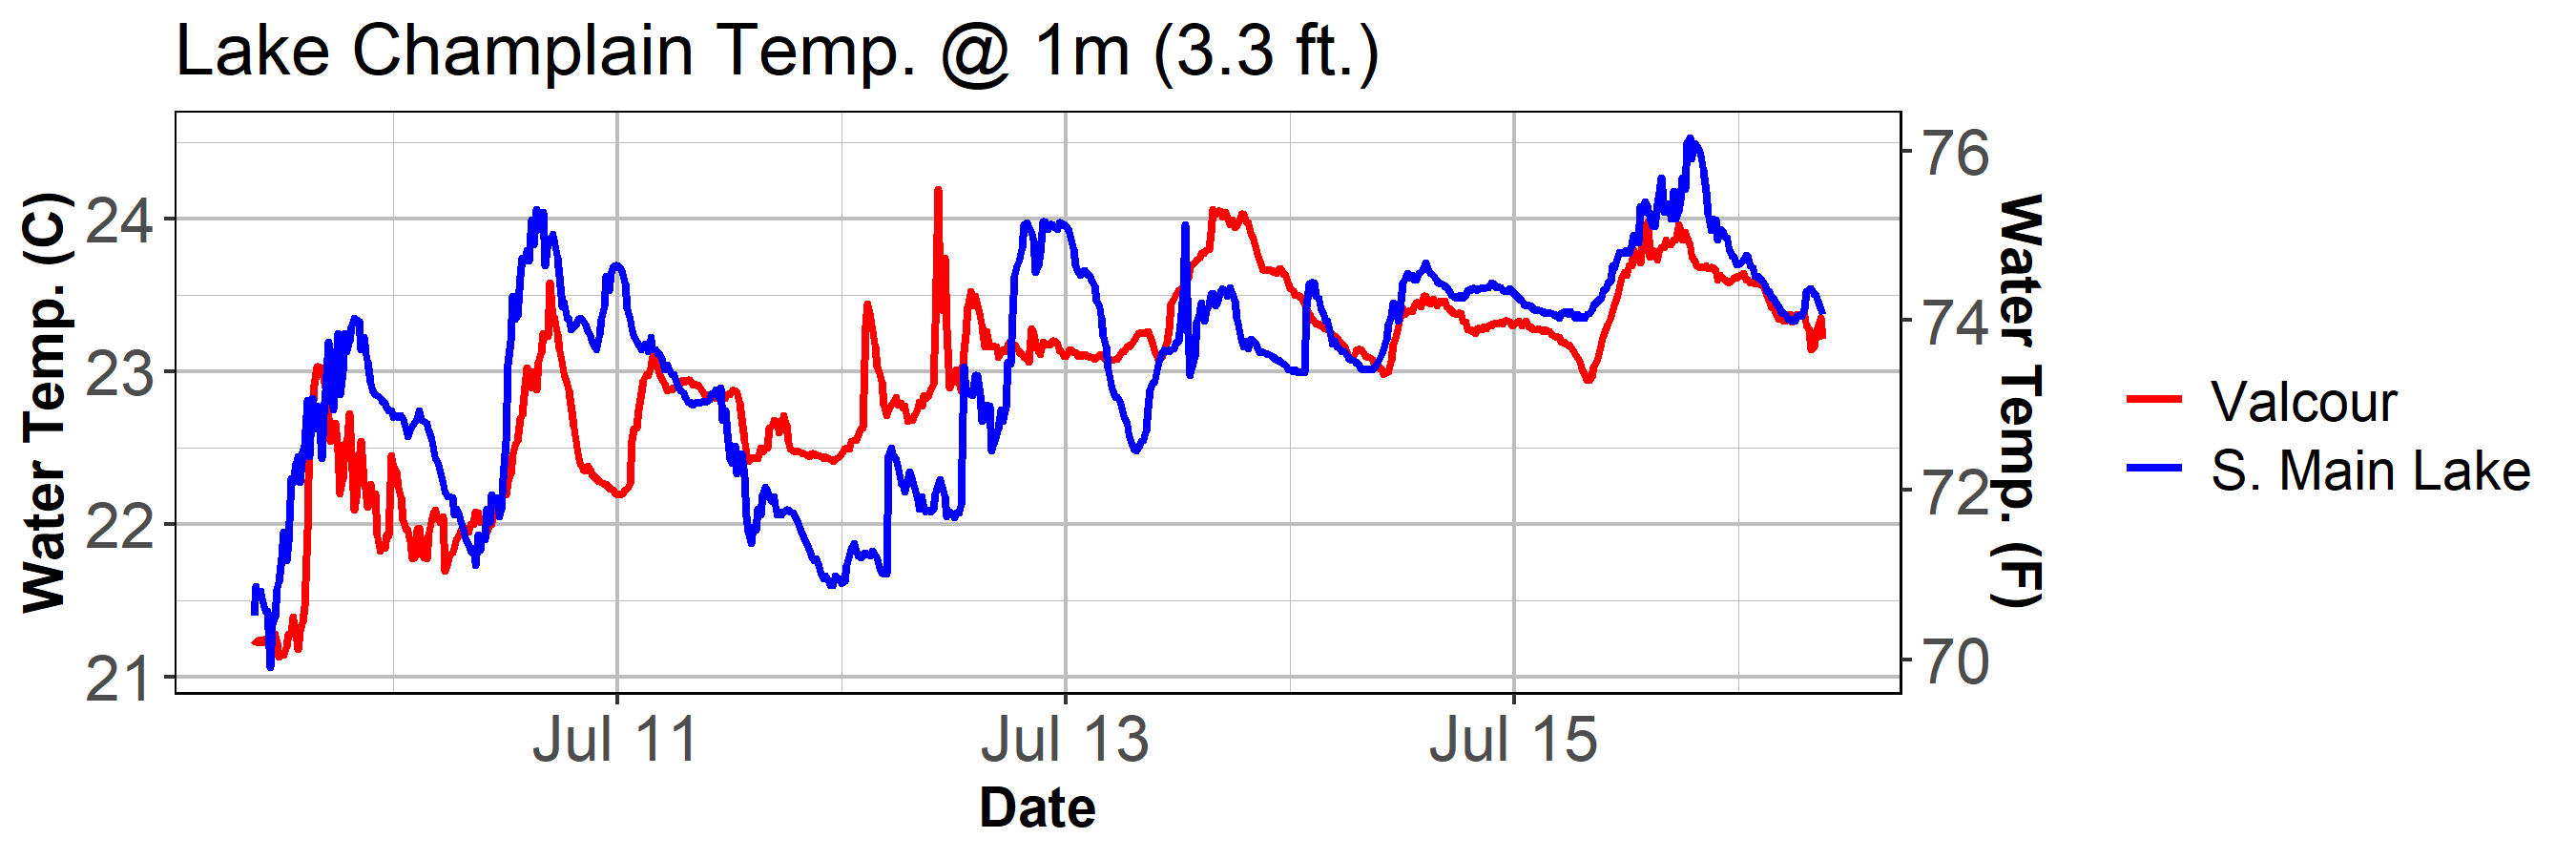 Lake Champlain Temp. @ 1m (3.3 ft.)
Water Temp. (C)
24
23
22
21
76
74
72
70
Water Temp. (F)
Jul 11
Jul 13
Jul 15
Date
Valcour
S. Main Lake